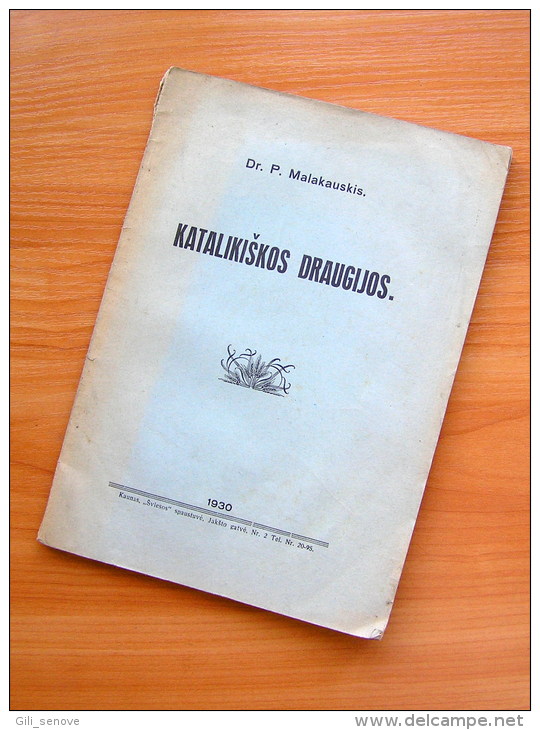 Dr. P. Malakauskis.
KATALIKIŠKOS DRAUGIJOS.
1930
Kaunas, „Šviesos" spaustuvė, Jakšto gatvė, Nr. 2 Tel. Nr. 20-95.
Gili_senove
www.delcampe.net